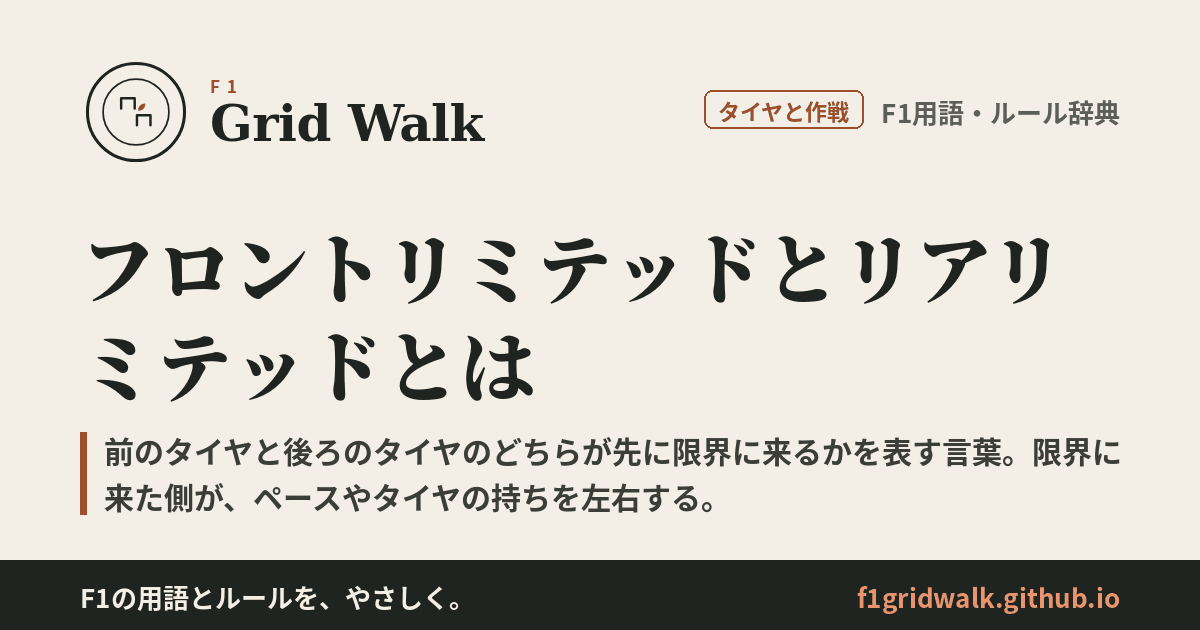 F1
Grid Walk
タイヤと作戦
F1用語・ルール辞典
フロントリミテッドとリアリ
ミテッドとは
前のタイヤと後ろのタイヤのどちらが先に限界に来るかを表す言葉。限界に
来た側が、ペースやタイヤの持ちを左右する。
F1の用語とルールを、やさしく。
f1gridwalk.github.io